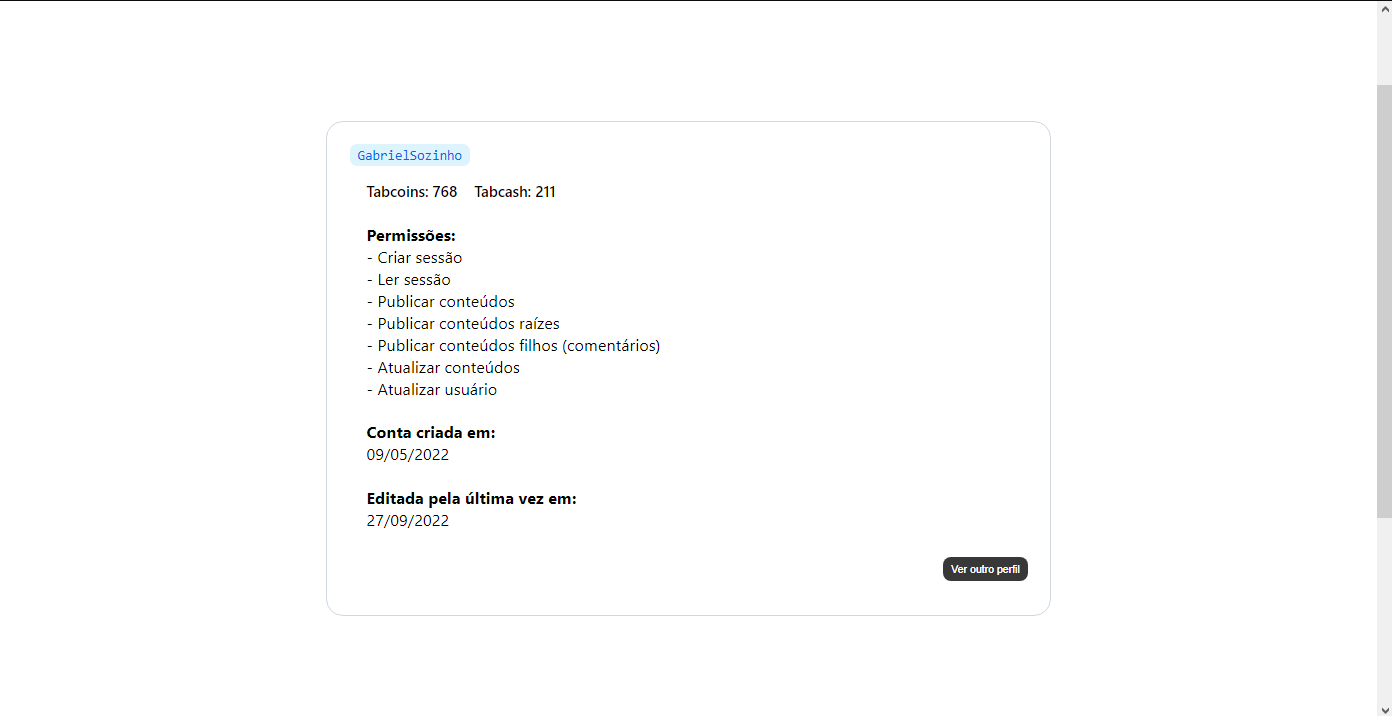 GabrielSozinho
Tabcoins: 768 Tabcash: 211
Permissões:
- Criar sessão
- Ler sessão
- Publicar conteúdos
- Publicar conteúdos raízes
- Publicar conteúdos filhos (comentários)
- Atualizar conteúdos
- Atualizar usuário
Conta criada em:
09/05/2022
Editada pela última vez em:
27/09/2022
Ver outro perfil